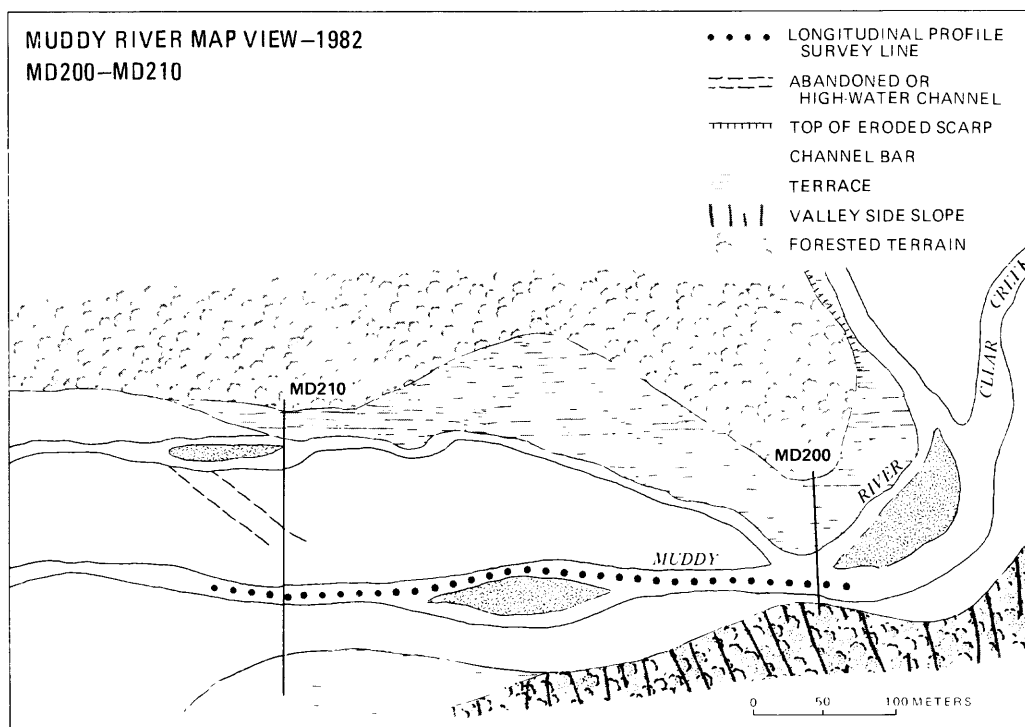 MUDDY RIVER MAP VIEW–1982
MD200–MD210
LONGITUDINAL PROFILE
SURVEY LINE
ABANDONED OR
HIGH-WATER CHANNEL
TOP OF ERODED SCARP
CHANNEL BAR
TERRACE
VALLEY SIDE SLOPE
FORESTED TERRAIN
CREEK
MD210
MD200
RIVER
MUDDY
0 50 100 METERS